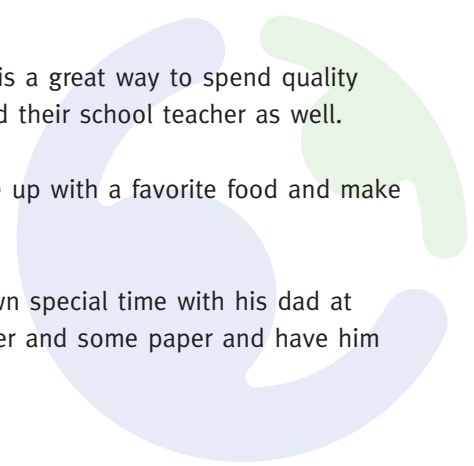 is a great way to spend quality
d their school teacher as well.
up with a favorite food and make
wn special time with his dad at
er and some paper and have him